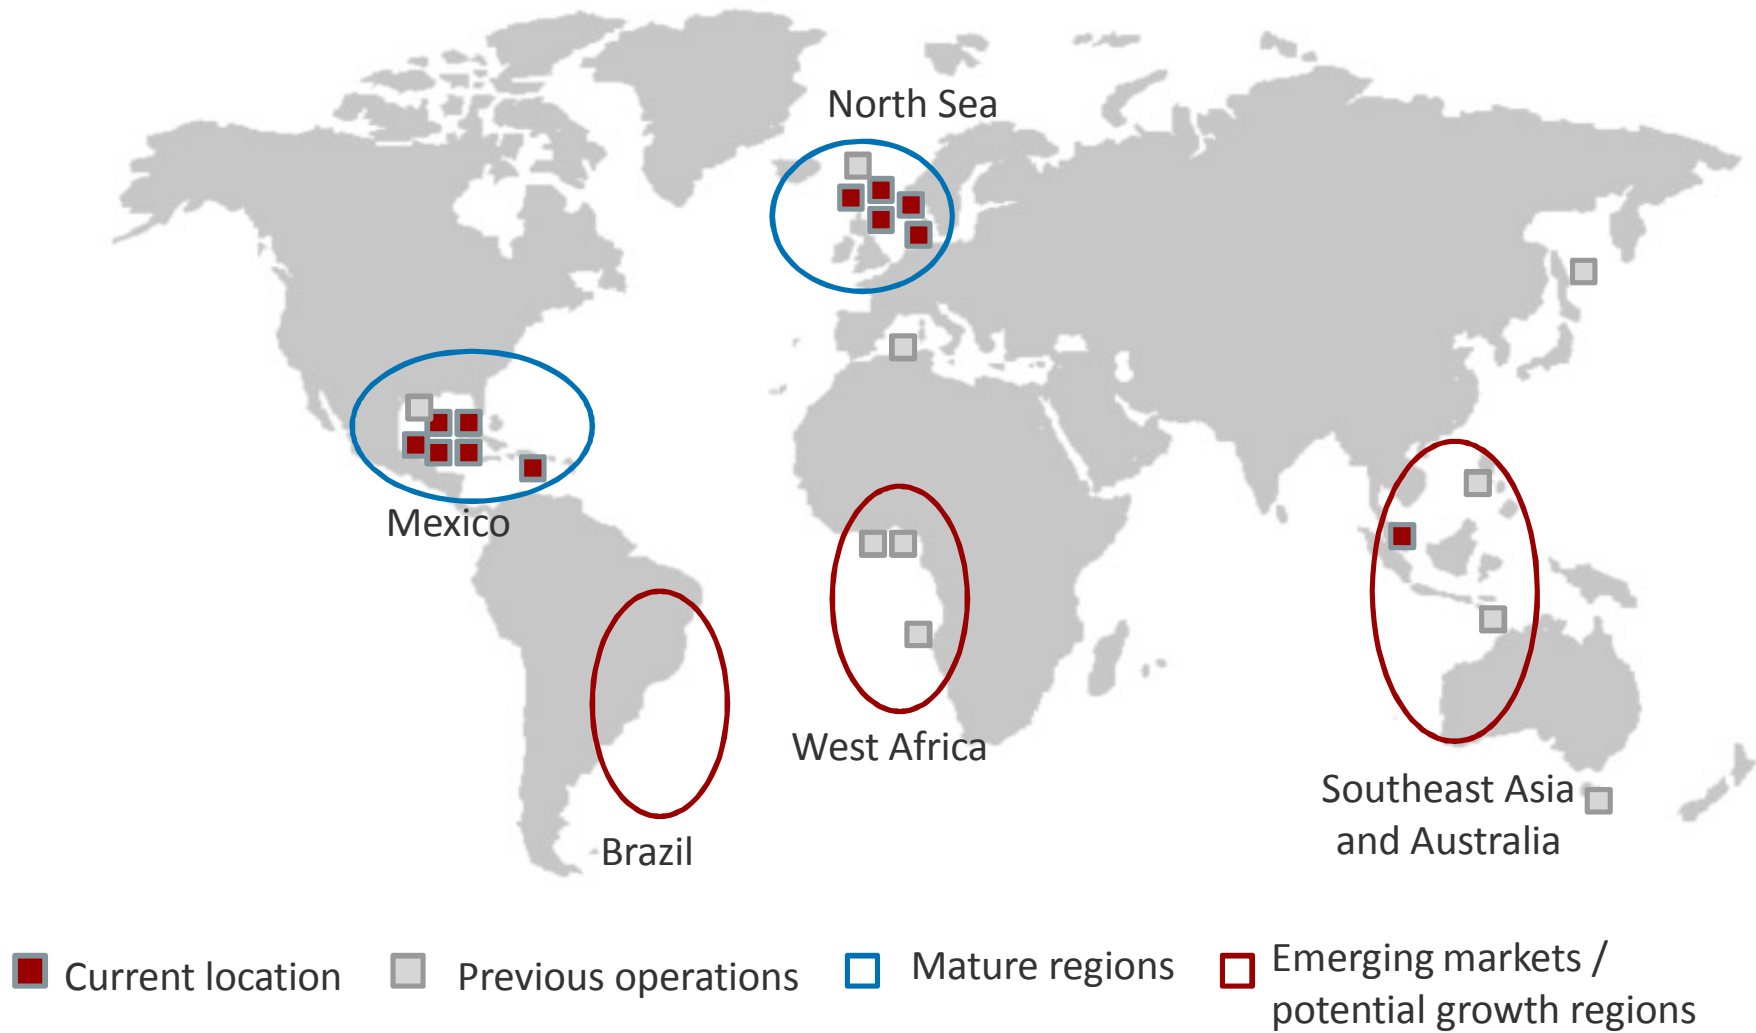 North Sea
Mexico
West Africa
Southeast Asia
and Australia
Brazil
Current location
Previous operations
Mature regions
Emerging markets /
potential growth regions